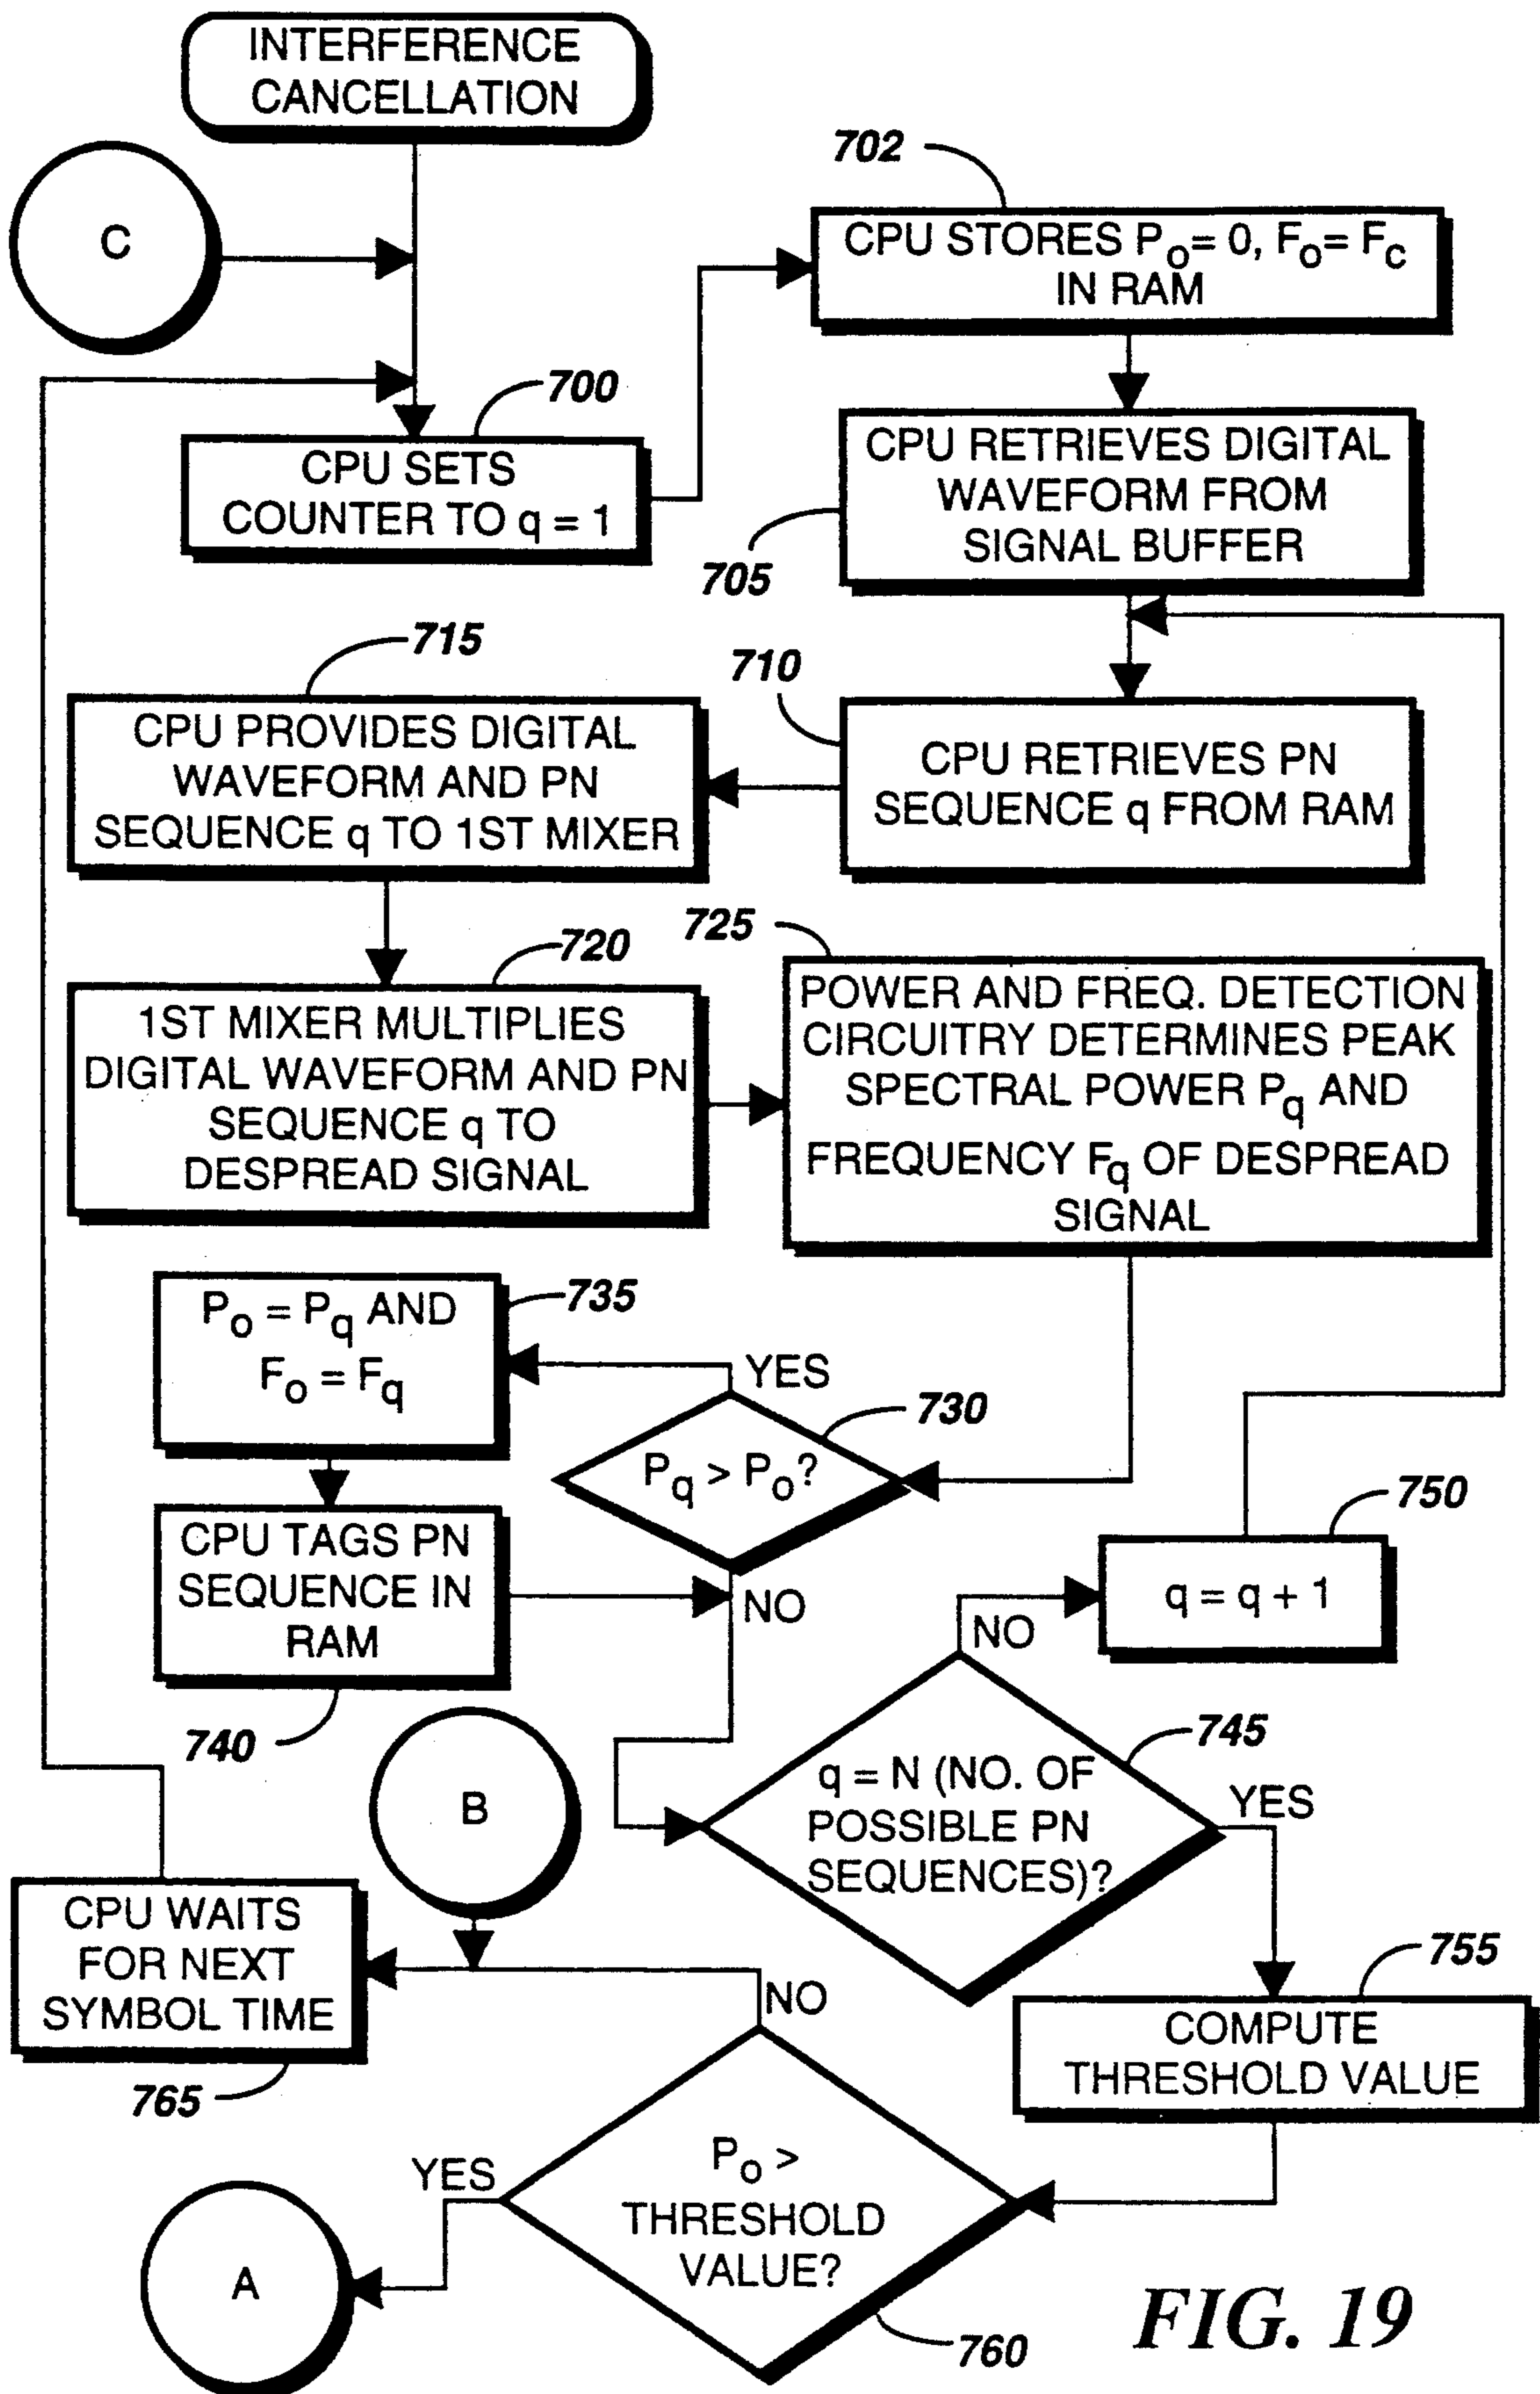 INTERFERENCE
CANCELLATION
C
702
CPU STORES Po = 0, Fo = Fc
IN RAM
700
CPU SETS
COUNTER TO q = 1
CPU RETRIEVES DIGITAL
WAVEFORM FROM
SIGNAL BUFFER
705
715
710
CPU PROVIDES DIGITAL
WAVEFORM AND PN
SEQUENCE q TO 1ST MIXER
CPU RETRIEVES PN
SEQUENCE q FROM RAM
720
725
1ST MIXER MULTIPLIES
DIGITAL WAVEFORM AND PN
SEQUENCE q TO
DESPREAD SIGNAL
POWER AND FREQ. DETECTION
CIRCUITRY DETERMINES PEAK
SPECTRAL POWER Pq AND
FREQUENCY Fq OF DESPREAD
SIGNAL
735
Po = Pq AND
Fo = Fq
YES
730
Pq > Po?
NO
CPU TAGS PN
SEQUENCE IN
RAM
740
750
q = q + 1
NO
745
q = N (NO. OF
POSSIBLE PN
SEQUENCES)?
YES
B
CPU WAITS
FOR NEXT
SYMBOL TIME
765
755
COMPUTE
THRESHOLD VALUE
NO
Po >
THRESHOLD
VALUE?
YES
760
A
FIG. 19